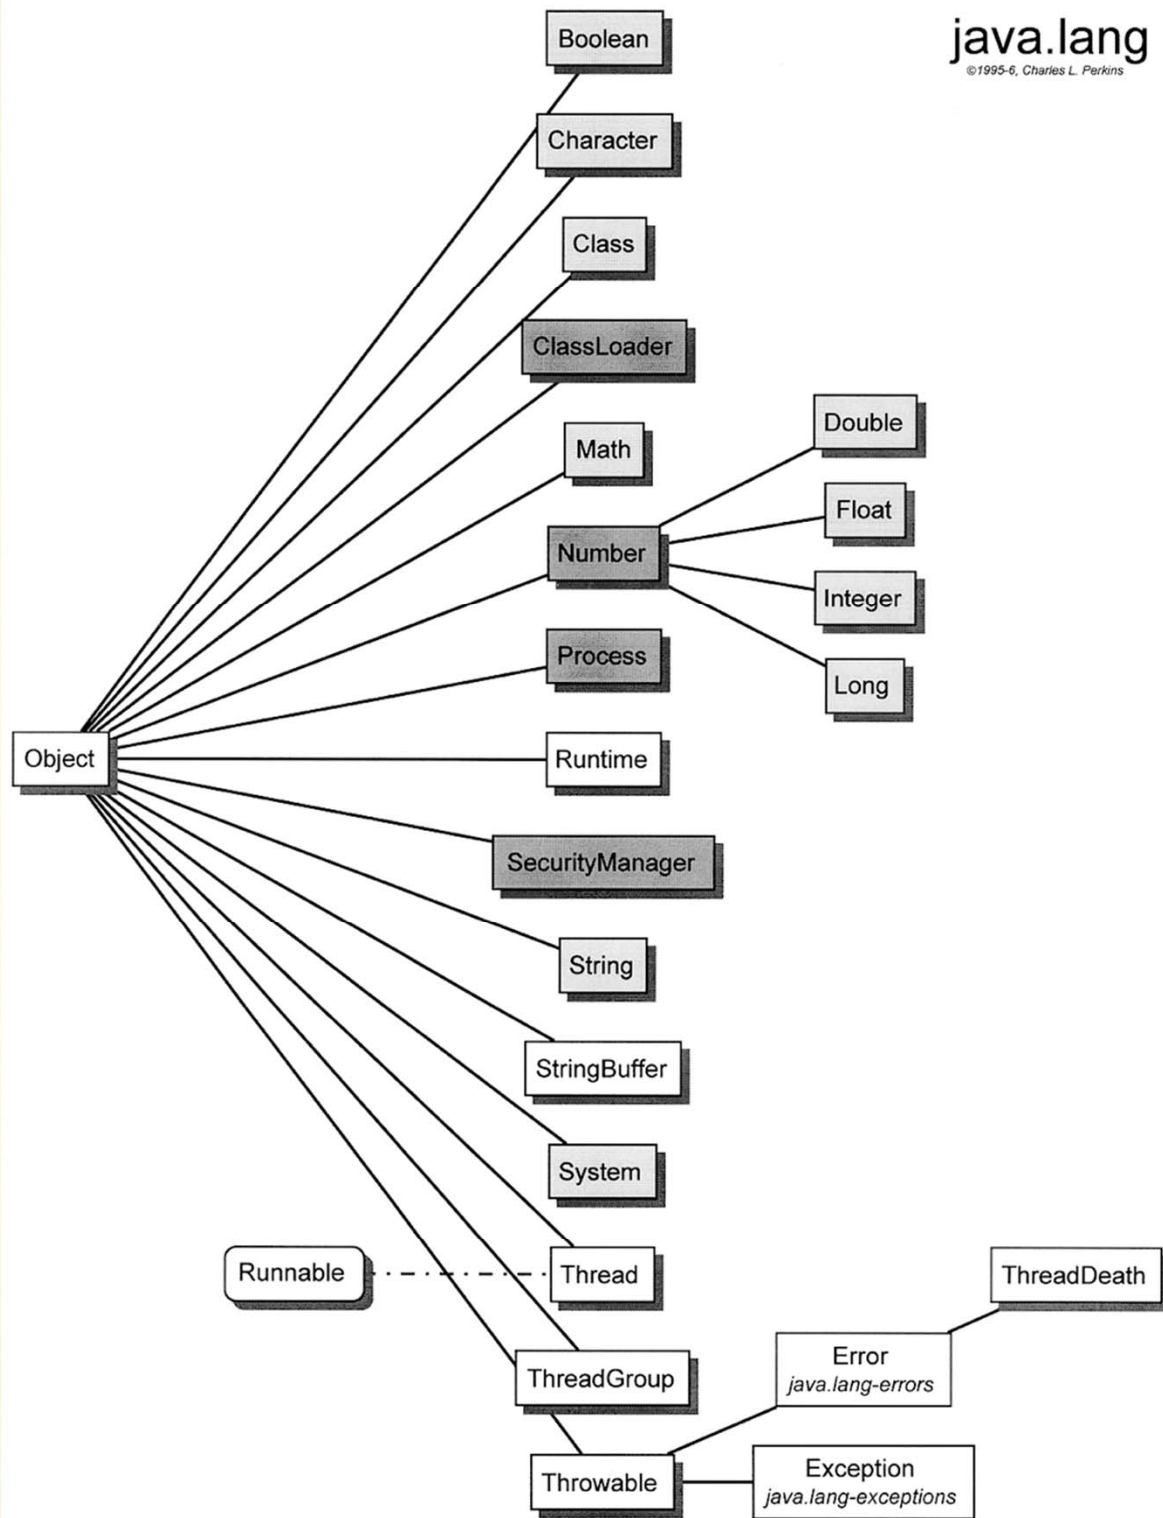 java.lang
©1995-6, Charles L. Perkins
Boolean
Character
Class
ClassLoader
Math
Number
Double
Float
Integer
Long
Process
Object
Runtime
SecurityManager
String
StringBuffer
System
Runnable
Thread
ThreadDeath
ThreadGroup
Error
java.lang-errors
Throwable
Exception
java.lang-exceptions